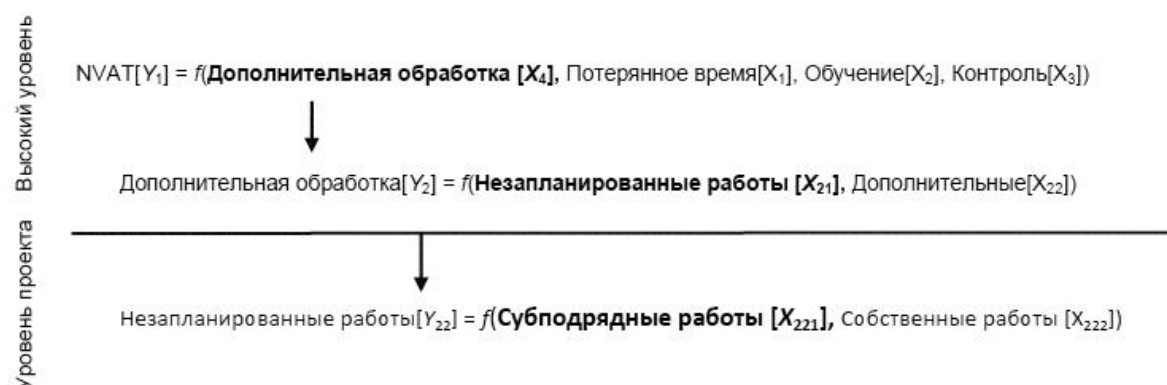 Высокий уровень
NVAT[Y₁] = f(Дополнительная обработка [X₄], Потерянное время[X₁], Обучение[X₂], Контроль[X₃])
Дополнительная обработка[Y₂] = f(Незапланированные работы [X₂₁], Дополнительные[X₂₂])
Уровень проекта
Незапланированные работы[Y₂₂] = f(Субподрядные работы [X₂₂₁], Собственные работы [X₂₂₂])